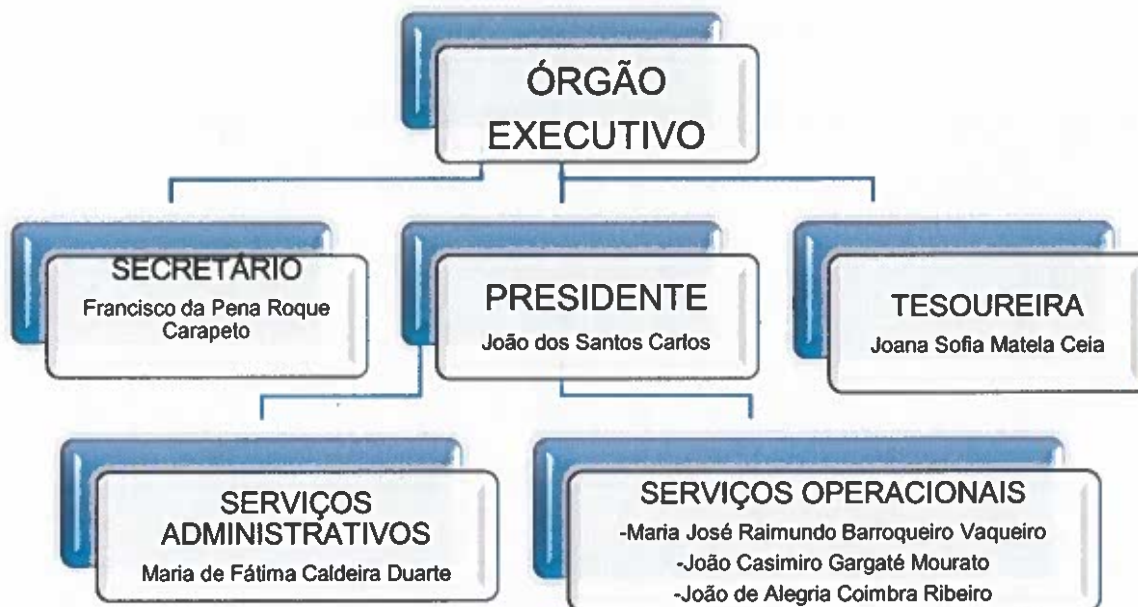 ÓRGÃO
EXECUTIVO
SECRETÁRIO
Francisco da Pena Roque
Carapeto
PRESIDENTE
João dos Santos Carlos
TESOUREIRA
Joana Sofia Matela Ceia
SERVIÇOS
ADMINISTRATIVOS
Maria de Fátima Caldeira Duarte
SERVIÇOS OPERACIONAIS
-Maria José Raimundo Barroqueiro Vaqueiro
-João Casimiro Gargaté Mourato
-João de Alegria Coimbra Ribeiro